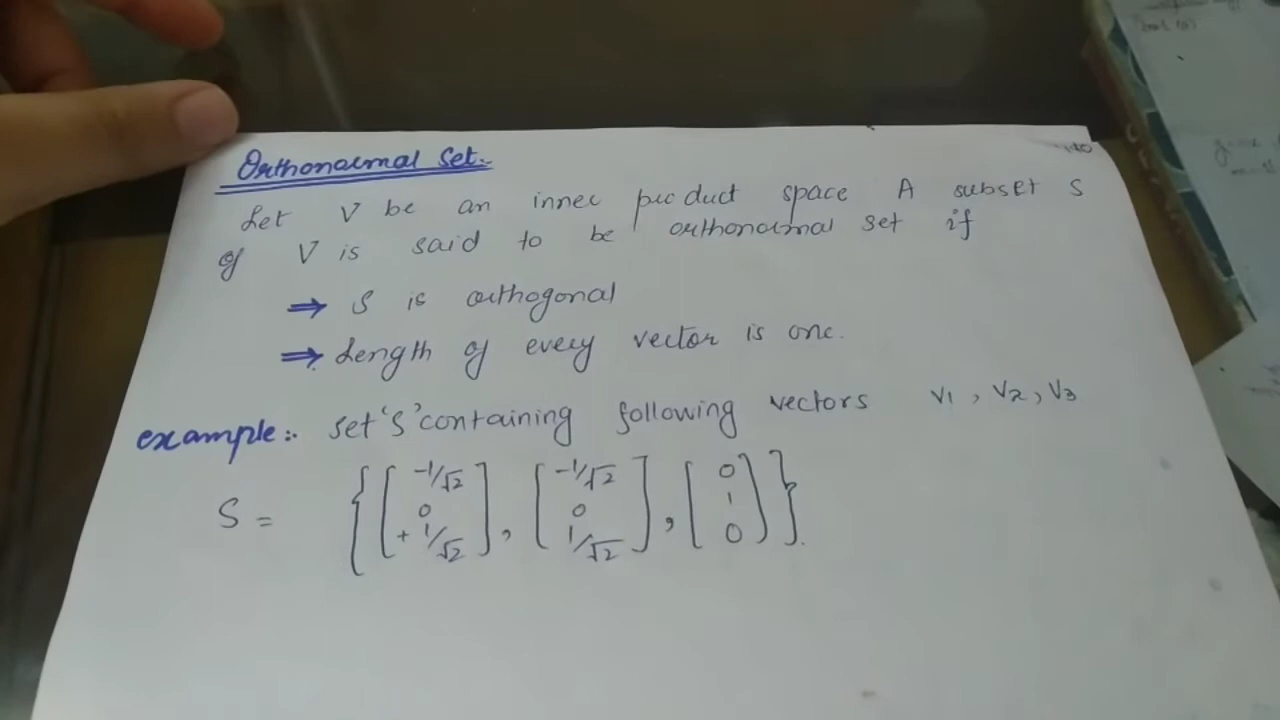 Orthonormal Set:
Let V be an inner product space A subset S
of V is said to be orthonormal set if
⇒ S is orthogonal
⇒ Length of every vector is one.
example:- Set 'S' containing following vectors v1, v2, v3
S = {[-1/√2 0 +1/√2], [-1/√2 0 1/√2], [0 1 0]}.